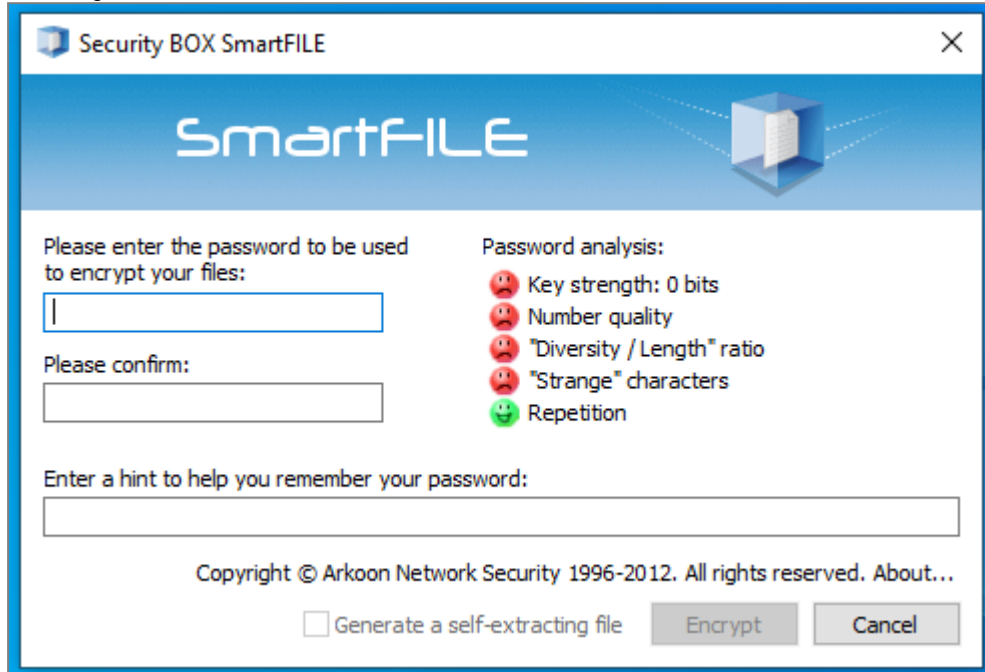 Security BOX SmartFILE
SmartFILE
Please enter the password to be used
to encrypt your files:
Please confirm:
Password analysis:
Key strength: 0 bits
Number quality
"Diversity / Length" ratio
"Strange" characters
Repetition
Enter a hint to help you remember your password:
Copyright © Arkoon Network Security 1996-2012. All rights reserved. About...
Generate a self-extracting file
Encrypt
Cancel